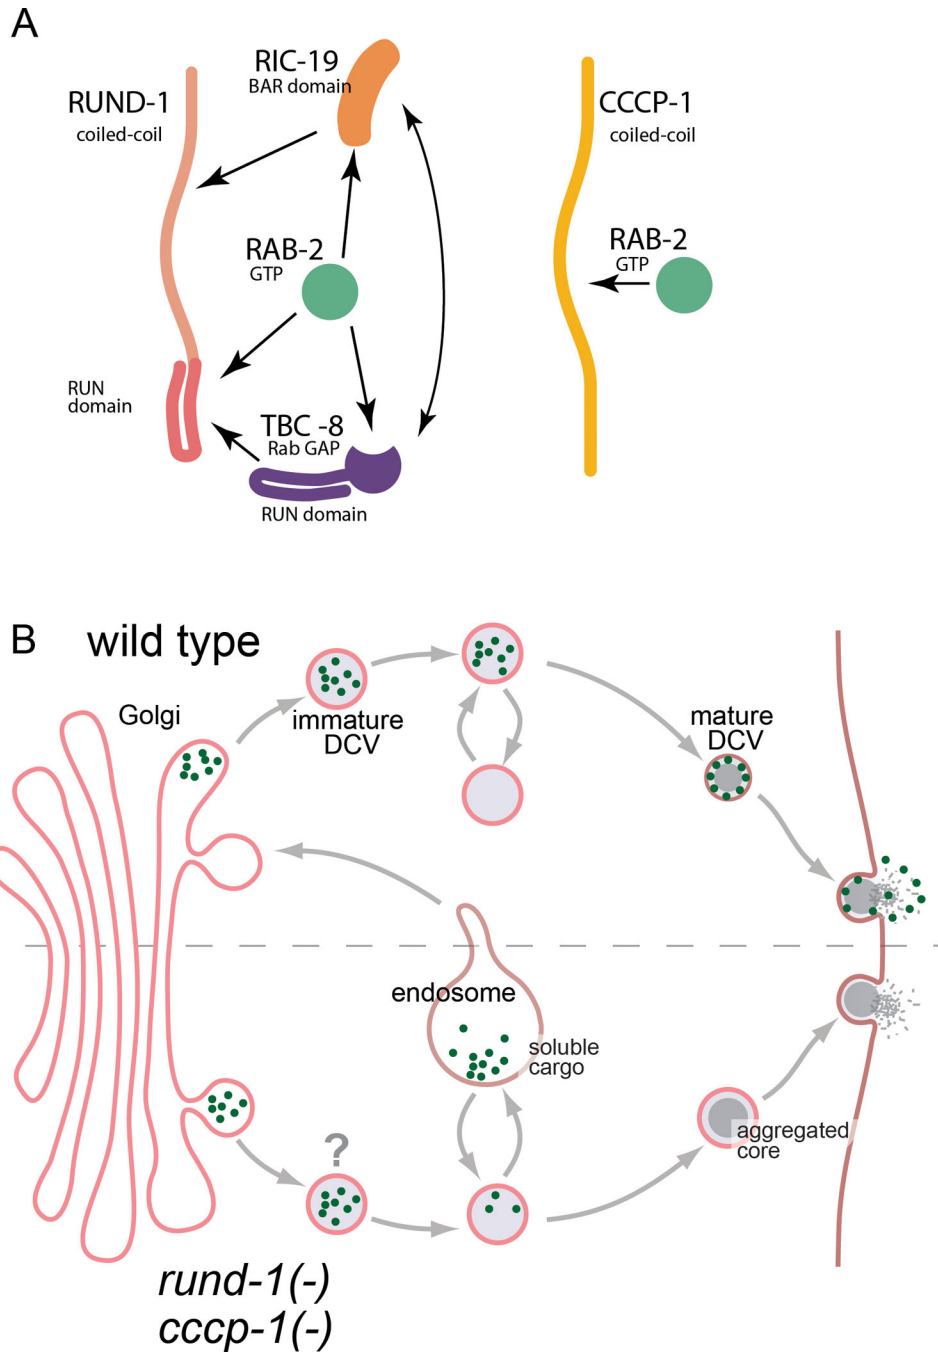 A
RIC-19
BAR domain
RUND-1
coiled-coil
CCCP-1
coiled-coil
RAB-2
GTP
RAB-2
GTP
RUN
domain
TBC -8
Rab GAP
RUN domain
B wild type
Golgi
immature
DCV
mature
DCV
endosome
soluble
cargo
aggregated
core
?
rund-1(-)
cccp-1(-)